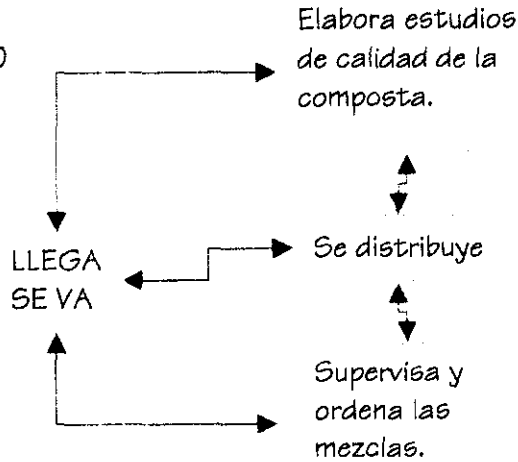 Elabora estudios
de calidad de la
composta.
LLEGA
SE VA
Se distribuye
Supervisa y
ordena las
mezclas.